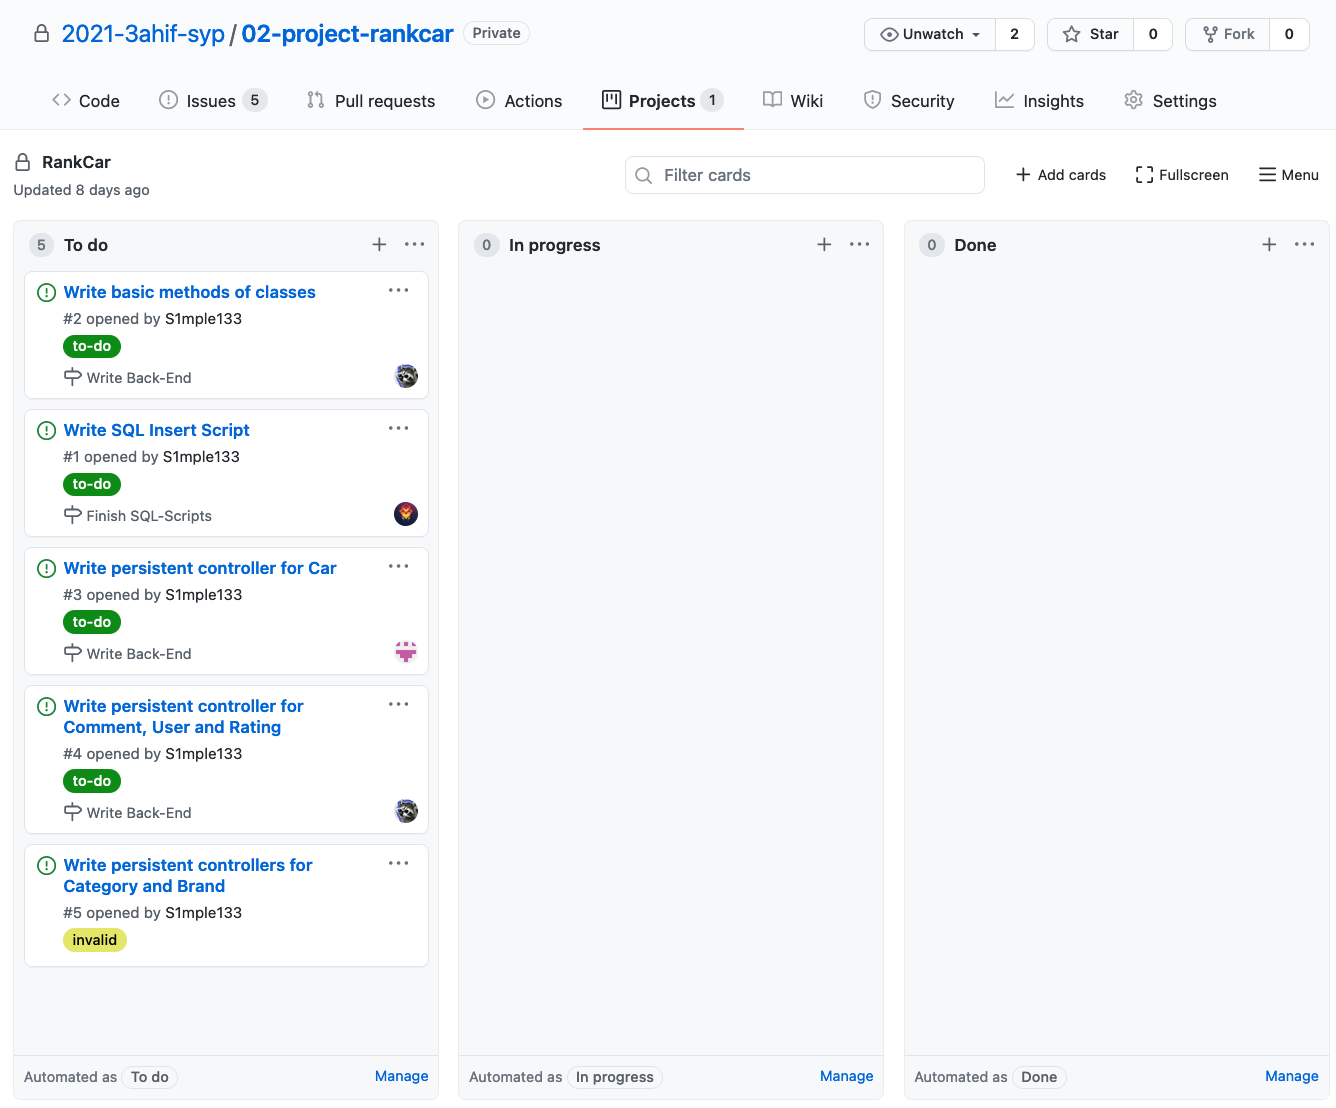 2021-3ahif-syp / 02-project-rankcar Private
Unwatch 2 Star 0 Fork 0
Code Issues 5 Pull requests Actions Projects 1 Wiki Security Insights Settings
RankCar
Updated 8 days ago
Filter cards
Add cards Fullscreen Menu
5 To do
Write basic methods of classes
#2 opened by S1mple133
to-do
Write Back-End
Write SQL Insert Script
#1 opened by S1mple133
to-do
Finish SQL-Scripts
Write persistent controller for Car
#3 opened by S1mple133
to-do
Write Back-End
Write persistent controller for
Comment, User and Rating
#4 opened by S1mple133
to-do
Write Back-End
Write persistent controllers for
Category and Brand
#5 opened by S1mple133
invalid
Automated as To do Manage
0 In progress
Automated as In progress Manage
0 Done
Automated as Done Manage